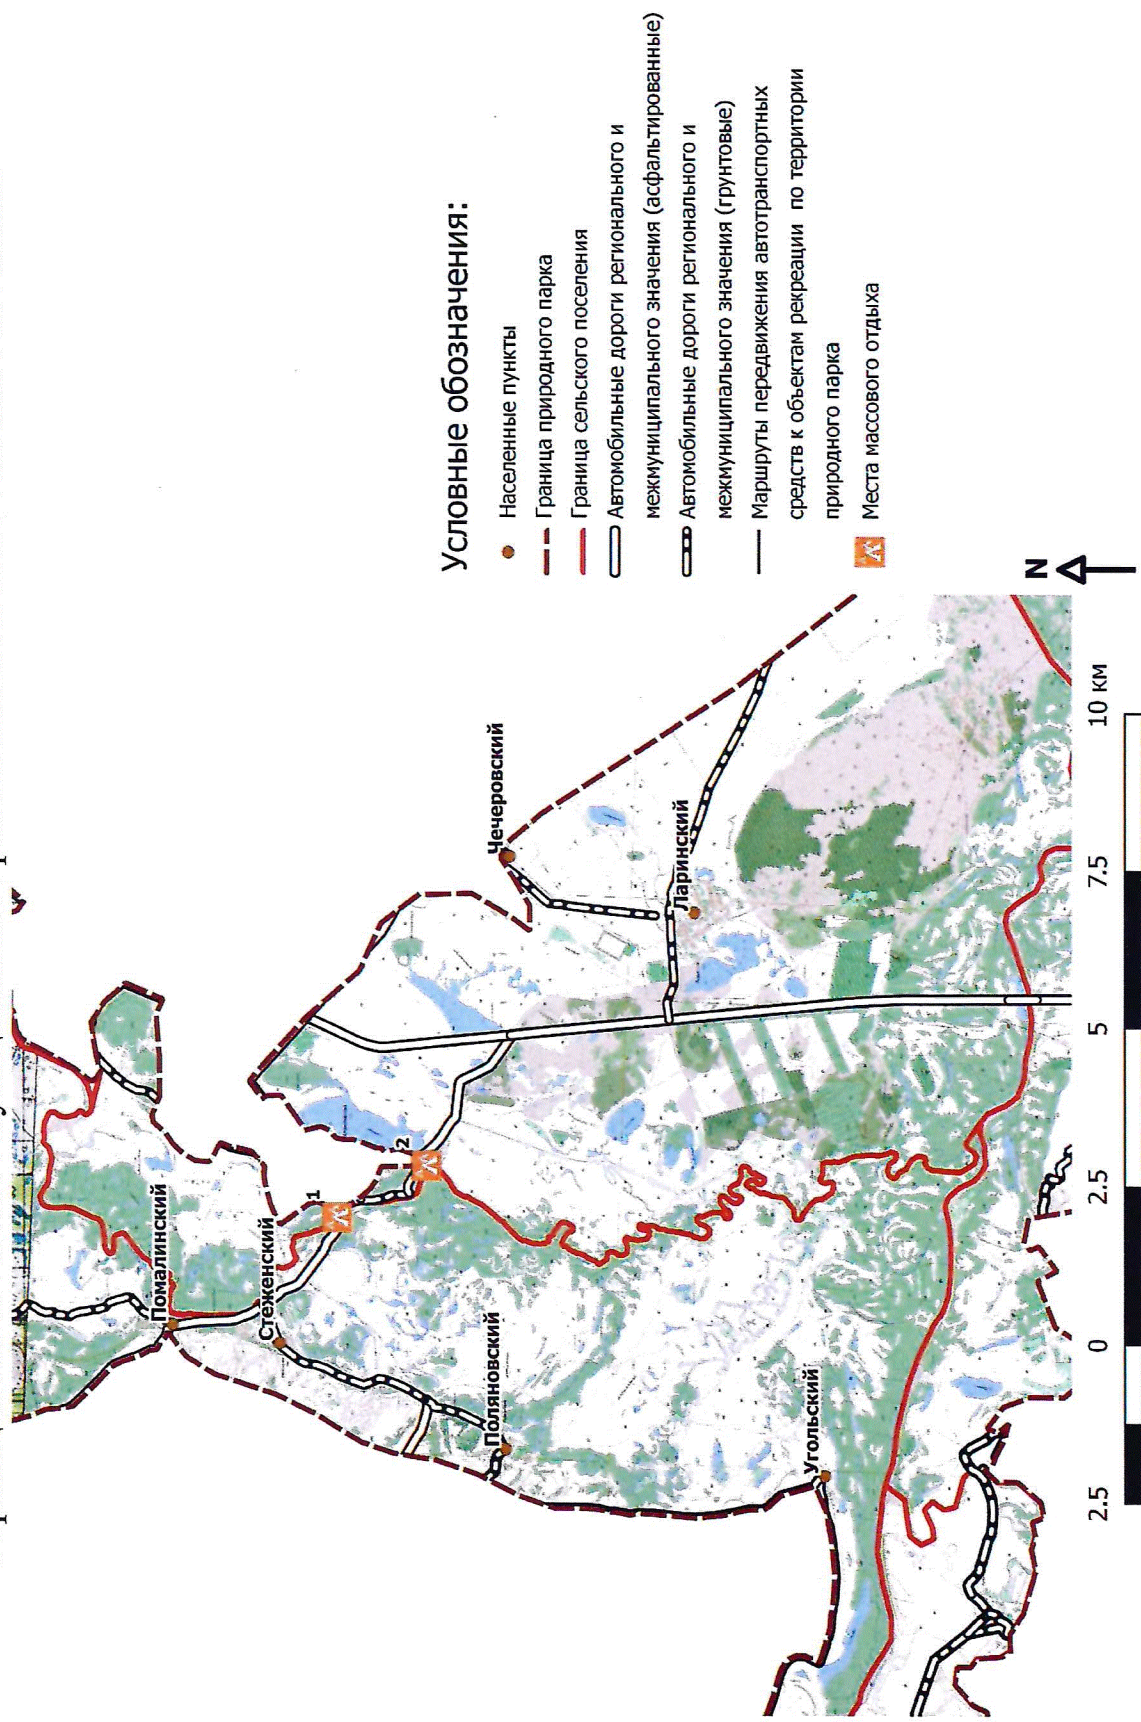 Помалинский
Стеженский
1
2
Поляновский
Чечеровский
Ларинский
Угольский
Условные обозначения:
Населенные пункты
Граница природного парка
Граница сельского поселения
Автомобильные дороги регионального и
межмуниципального значения (асфальтированные)
Автомобильные дороги регионального и
межмуниципального значения (грунтовые)
Маршруты передвижения автотранспортных
средств к объектам рекреации по территории
природного парка
Места массового отдыха
N
2.5 0 2.5 5 7.5 10 км